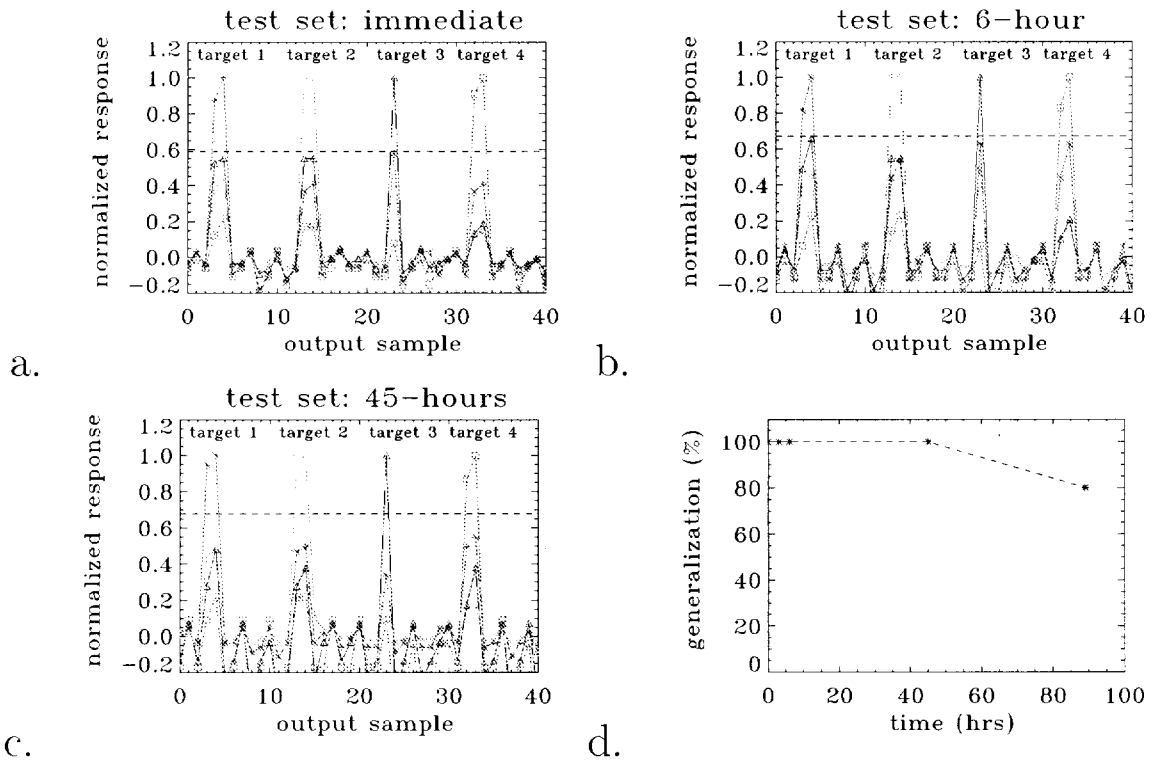 test set: immediate
normalized response
1.2
1.0
0.8
0.6
0.4
0.2
0.0
−0.2
target 1 target 2 target 3 target 4
0 10 20 30 40
output sample
a.
test set: 6−hour
normalized response
1.2
1.0
0.8
0.6
0.4
0.2
0.0
−0.2
target 1 target 2 target 3 target 4
0 10 20 30 40
output sample
b.
test set: 45−hours
normalized response
1.2
1.0
0.8
0.6
0.4
0.2
0.0
−0.2
target 1 target 2 target 3 target 4
0 10 20 30 40
output sample
c.
generalization (%)
100
80
60
40
20
0
0 20 40 60 80 100
time (hrs)
d.